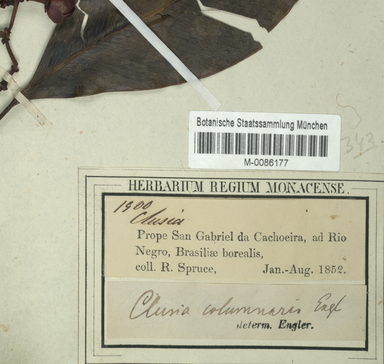 Botanische Staatssammlung München
M-0086177
343.
HERBARIUM REGIUM MONACENSE.
1900
Clusia
Prope San Gabriel da Cachoeira, ad Rio
Negro, Brasiliæ borealis,
coll. R. Spruce, Jan.-Aug. 1852.
Clusia columnaris Engl
determ. Engler.